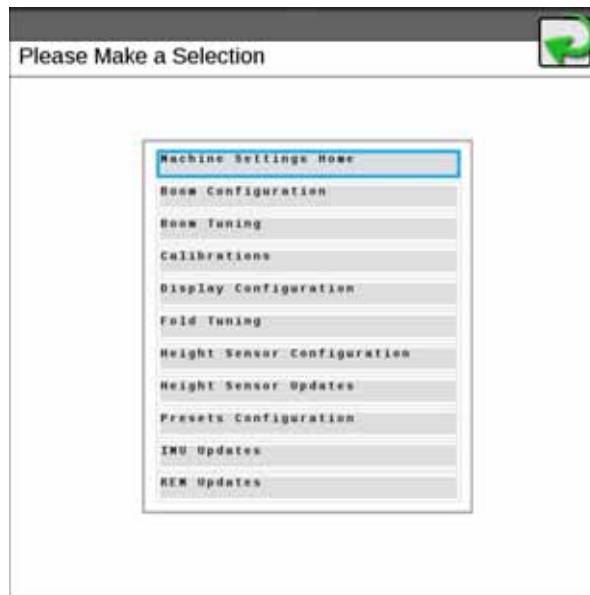 Please Make a Selection
Machine Settings Home
Boom Configuration
Boom Tuning
Calibrations
Display Configuration
Fold Tuning
Height Sensor Configuration
Height Sensor Updates
Presets Configuration
IMU Updates
REM Updates